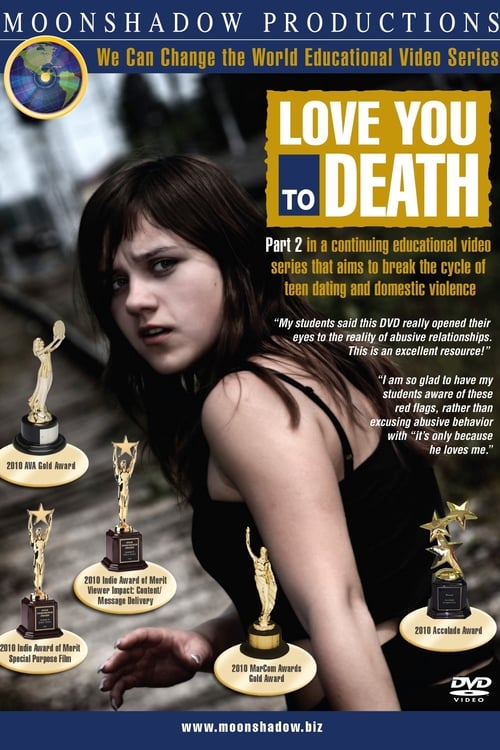 MOONSHADOW PRODUCTIONS
We Can Change the World Educational Video Series
LOVE YOU
TO DEATH
Part 2 in a continuing educational video
series that aims to break the cycle of
teen dating and domestic violence
"My students said this DVD really opened their
eyes to the reality of abusive relationships.
This is an excellent resource!"
"I am so glad to have my
students aware of these
red flags, rather than
excusing abusive behavior
with "it's only because
he loves me."
2010 AVA Gold Award
2010 Indie Award of Merit
Viewer Impact: Content/
Message Delivery
2010 Indie Award of Merit
Special Purpose Film
2010 MarCom Awards
Gold Award
2010 Accolade Award
DVD
VIDEO
www.moonshadow.biz